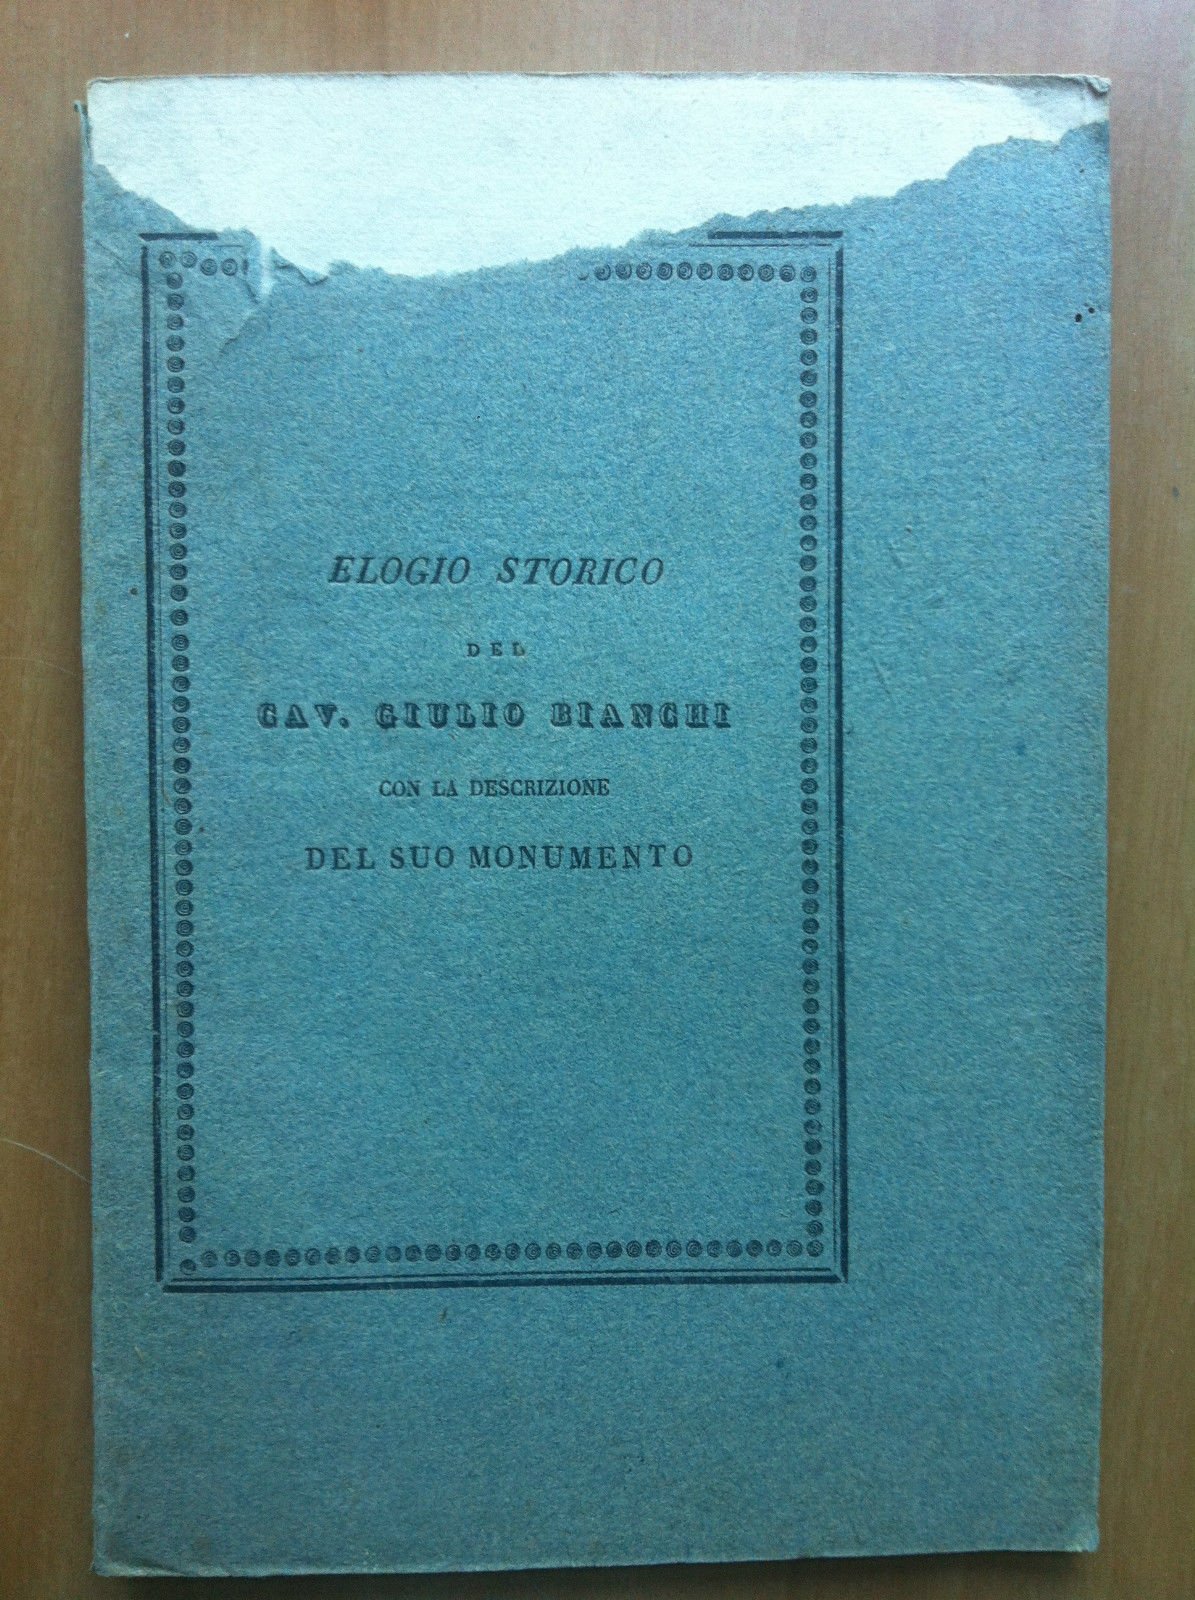 ELOGIO STORICO
DEL
CAV. GIULIO BIANCHI
CON LA DESCRIZIONE
DEL SUO MONUMENTO